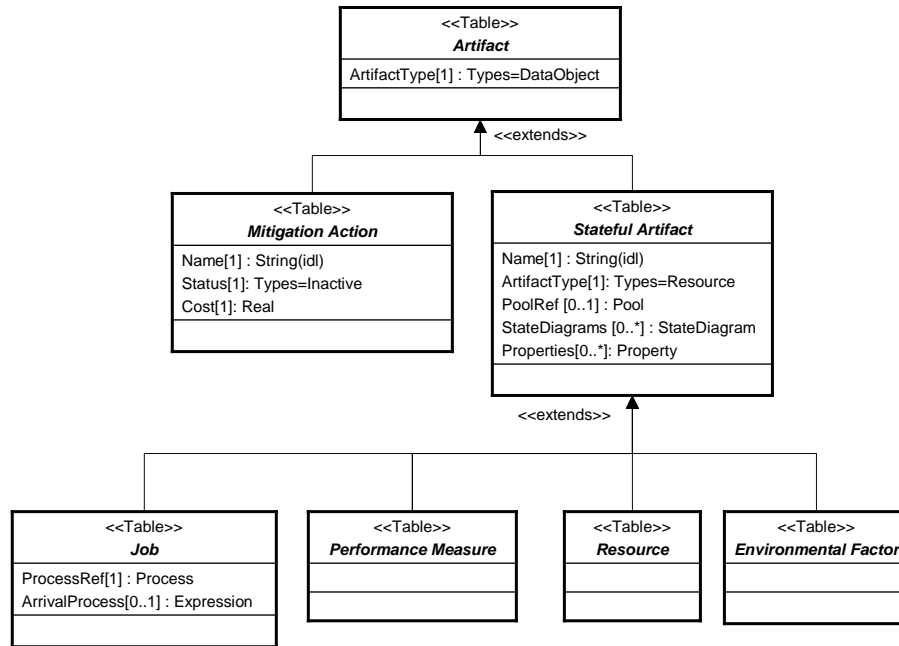 <<Table>>
Artifact
ArtifactType[1] : Types=DataObject
<<extends>>
<<Table>>
Mitigation Action
Name[1] : String(idl)
Status[1]: Types=Inactive
Cost[1]: Real
<<Table>>
Stateful Artifact
Name[1] : String(idl)
ArtifactType[1]: Types=Resource
PoolRef [0..1] : Pool
StateDiagrams [0..*] : StateDiagram
Properties[0..*]: Property
<<extends>>
<<Table>>
Job
ProcessRef[1] : Process
ArrivalProcess[0..1] : Expression
<<Table>>
Performance Measure
<<Table>>
Resource
<<Table>>
Environmental Factor